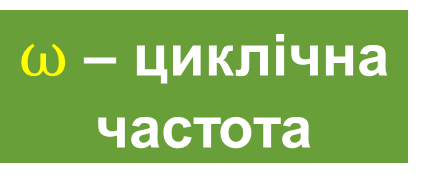 ω – циклічна
частота